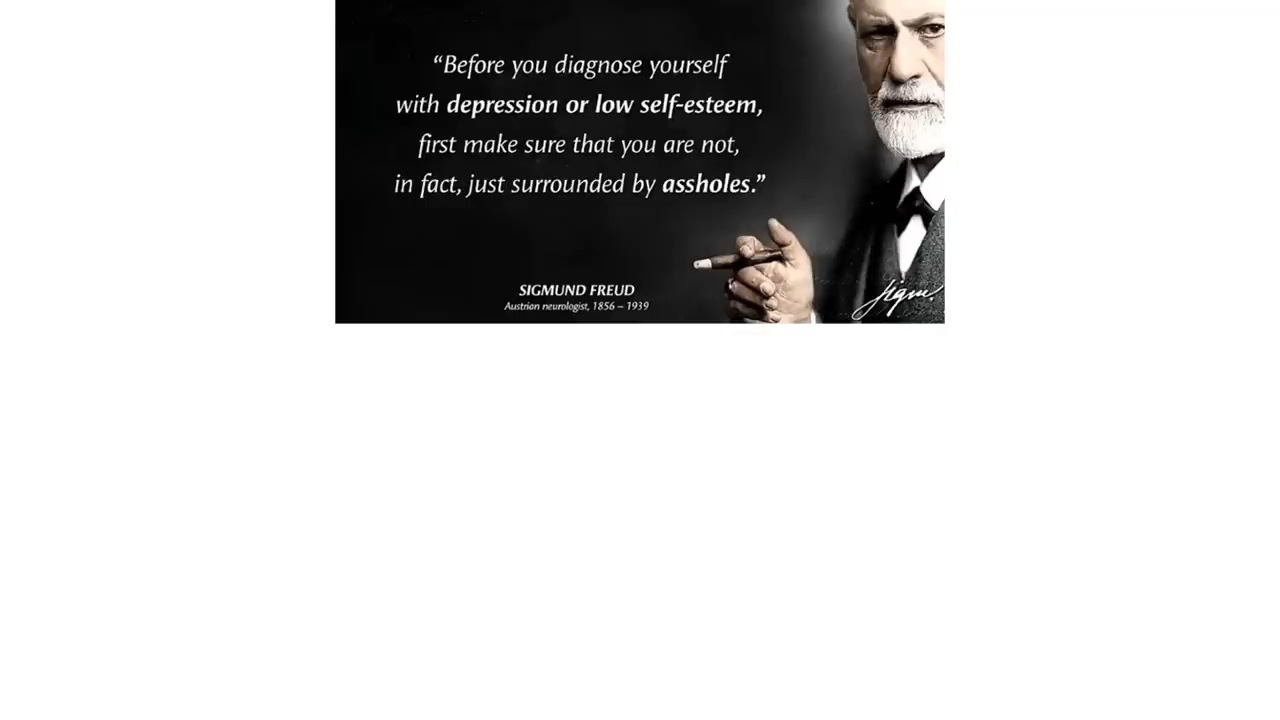 “Before you diagnose yourself
with depression or low self-esteem,
first make sure that you are not,
in fact, just surrounded by assholes.”
SIGMUND FREUD
Austrian neurologist, 1856 – 1939